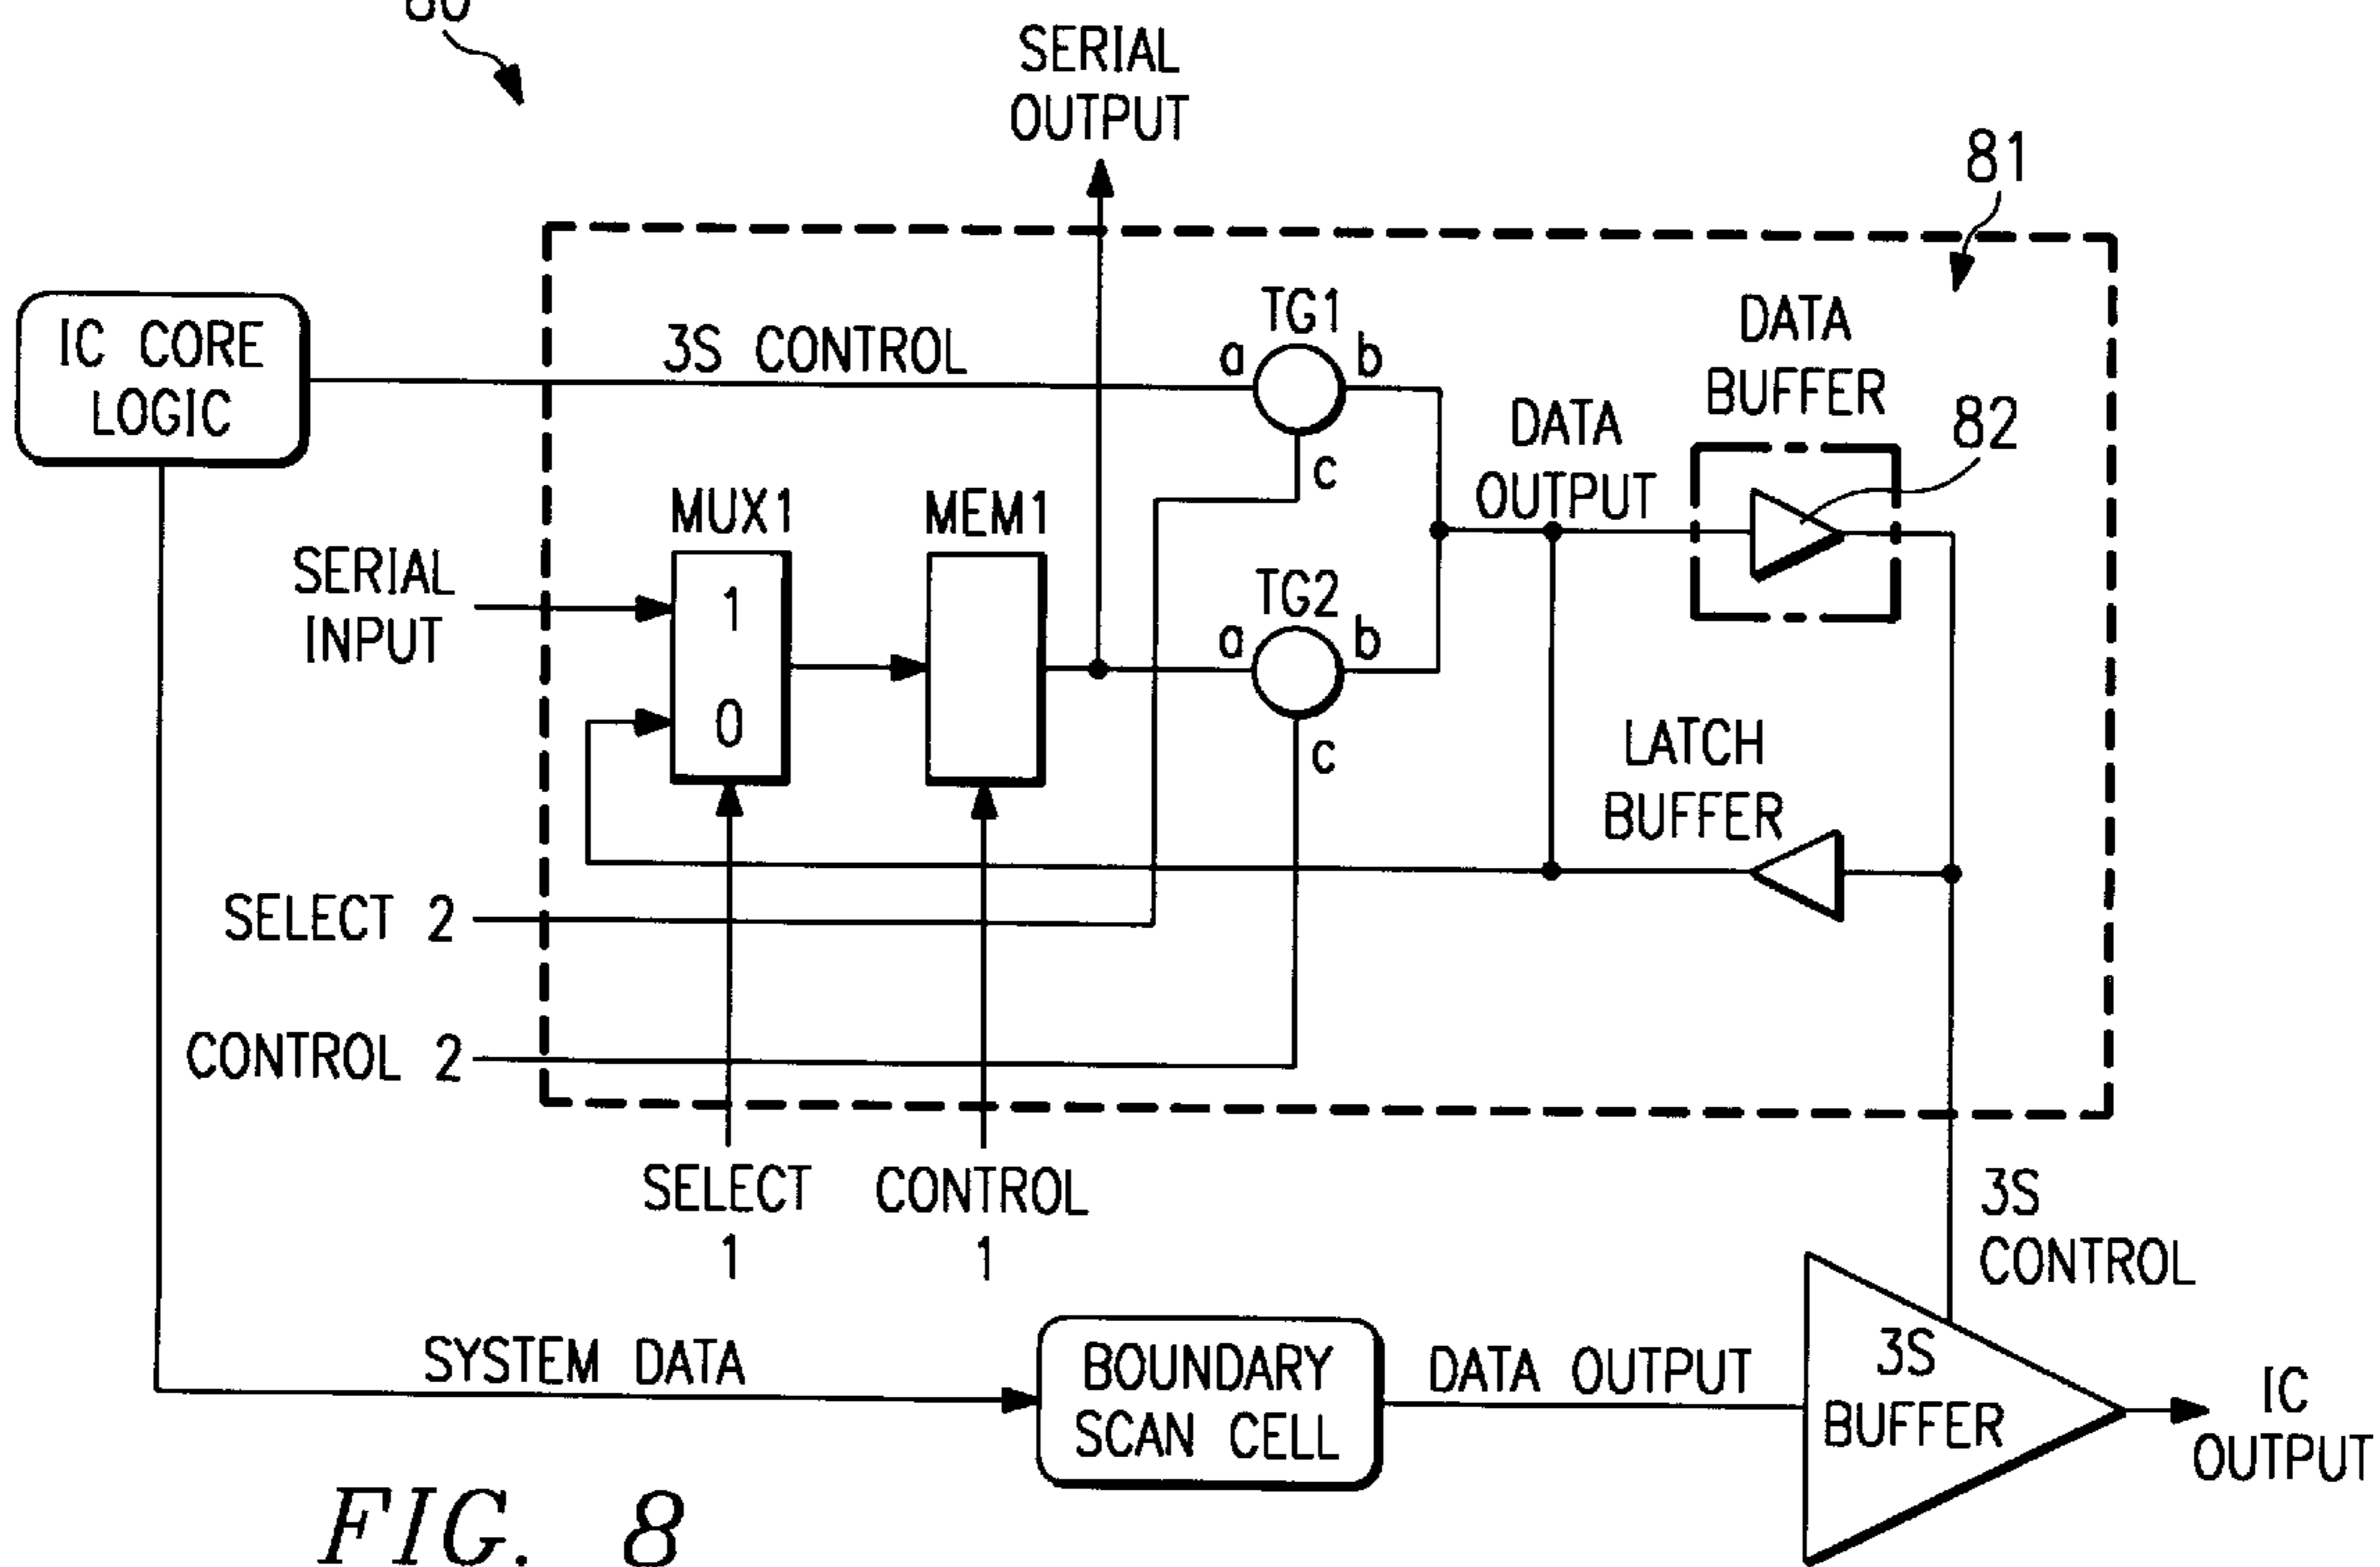 80
SERIAL
OUTPUT
81
IC CORE
LOGIC
3S CONTROL
TG1
a
b
c
DATA
BUFFER
82
DATA
OUTPUT
MUX1
1
0
MEM1
SERIAL
INPUT
TG2
a
b
c
LATCH
BUFFER
SELECT 2
CONTROL 2
SELECT
1
CONTROL
1
3S
CONTROL
SYSTEM DATA
BOUNDARY
SCAN CELL
DATA OUTPUT
3S
BUFFER
IC
OUTPUT
FIG. 8